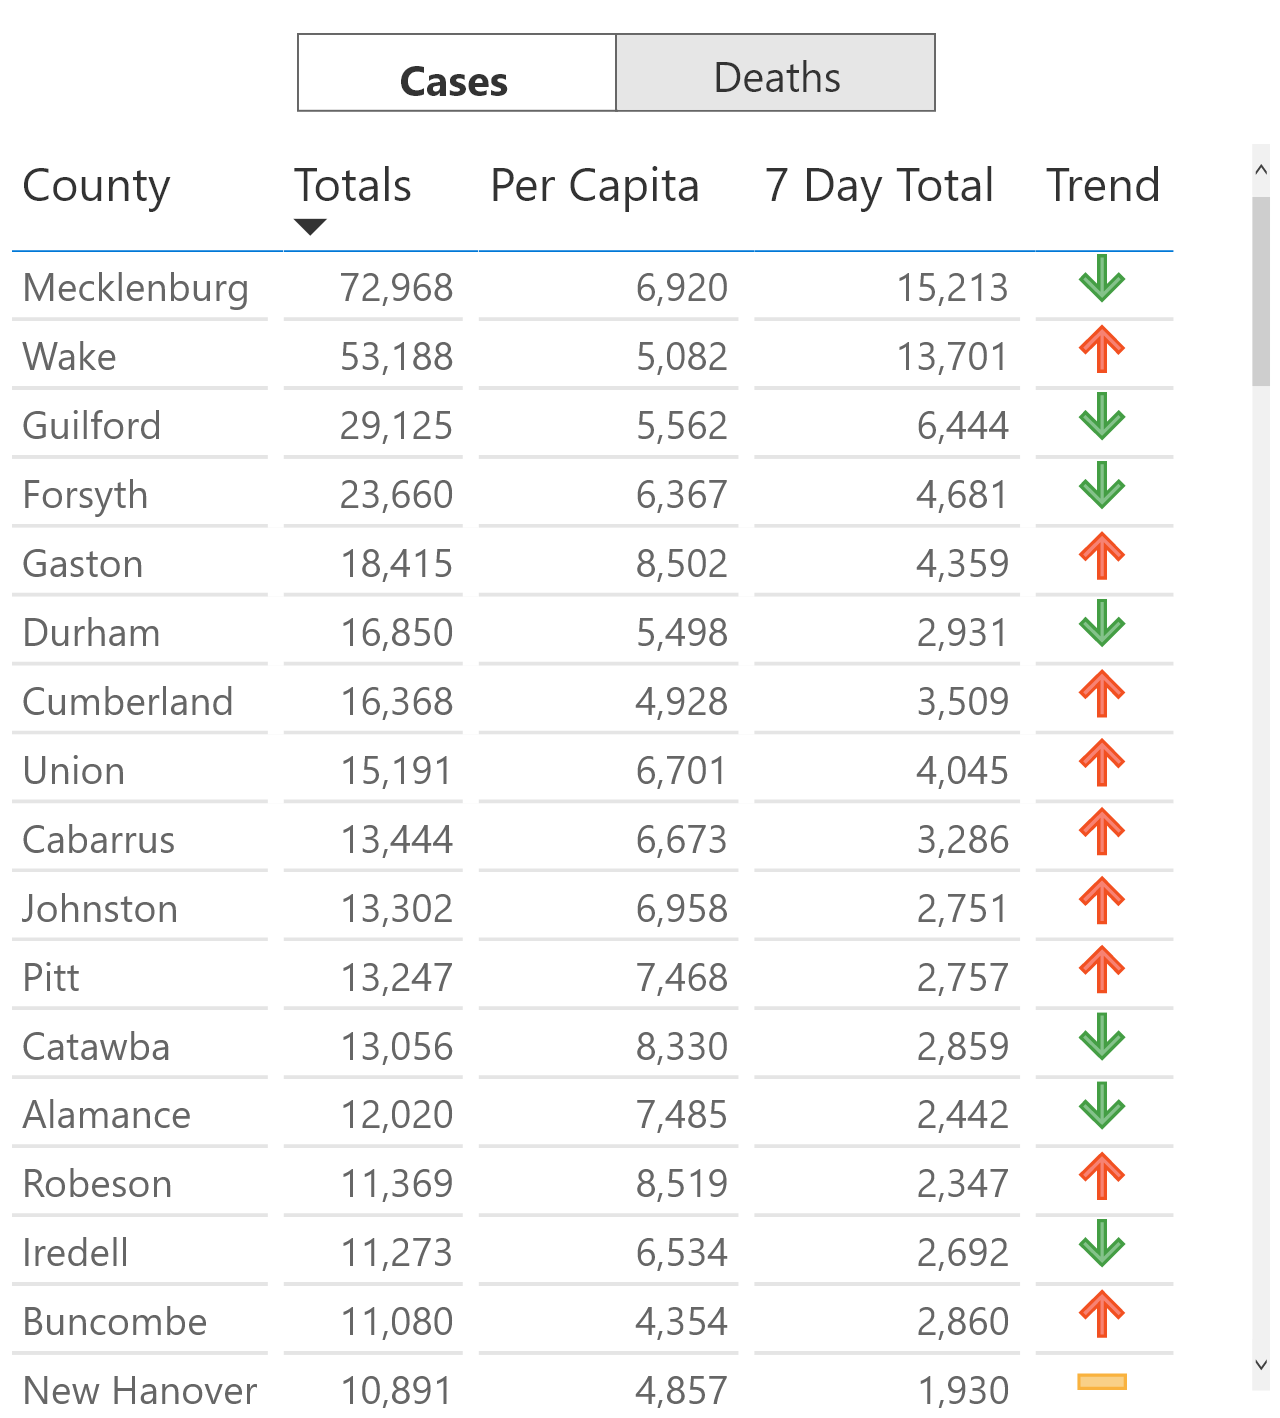 Cases Deaths
County Totals Per Capita 7 Day Total Trend
Mecklenburg 72,968 6,920 15,213
Wake 53,188 5,082 13,701
Guilford 29,125 5,562 6,444
Forsyth 23,660 6,367 4,681
Gaston 18,415 8,502 4,359
Durham 16,850 5,498 2,931
Cumberland 16,368 4,928 3,509
Union 15,191 6,701 4,045
Cabarrus 13,444 6,673 3,286
Johnston 13,302 6,958 2,751
Pitt 13,247 7,468 2,757
Catawba 13,056 8,330 2,859
Alamance 12,020 7,485 2,442
Robeson 11,369 8,519 2,347
Iredell 11,273 6,534 2,692
Buncombe 11,080 4,354 2,860
New Hanover 10,891 4,857 1,930